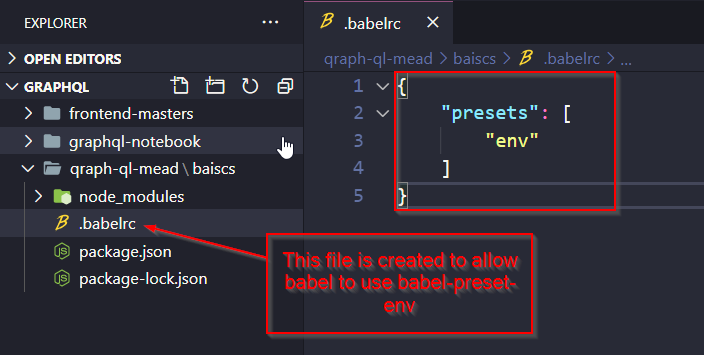 EXPLORER
OPEN EDITORS
GRAPHQL
frontend-masters
graphql-notebook
qraph-ql-mead \ baiscs
node_modules
.babelrc
package.json
package-lock.json
.babelrc
qraph-ql-mead > baiscs > .babelrc > ...
1 {
2 "presets": [
3 "env"
4 ]
5 }
This file is created to allow
babel to use babel-preset-
env